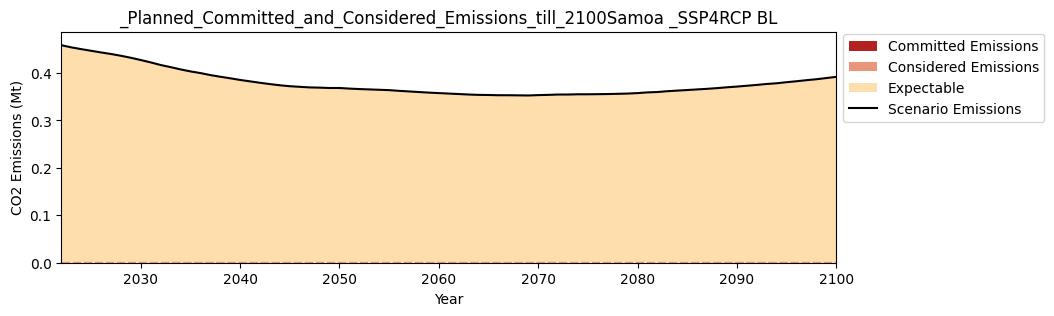 _Planned_Committed_and_Considered_Emissions_till_2100Samoa _SSP4RCP BL
CO2 Emissions (Mt)
0.4
0.3
0.2
0.1
0.0
2030 2040 2050 2060 2070 2080 2090 2100
Year
Committed Emissions
Considered Emissions
Expectable
Scenario Emissions